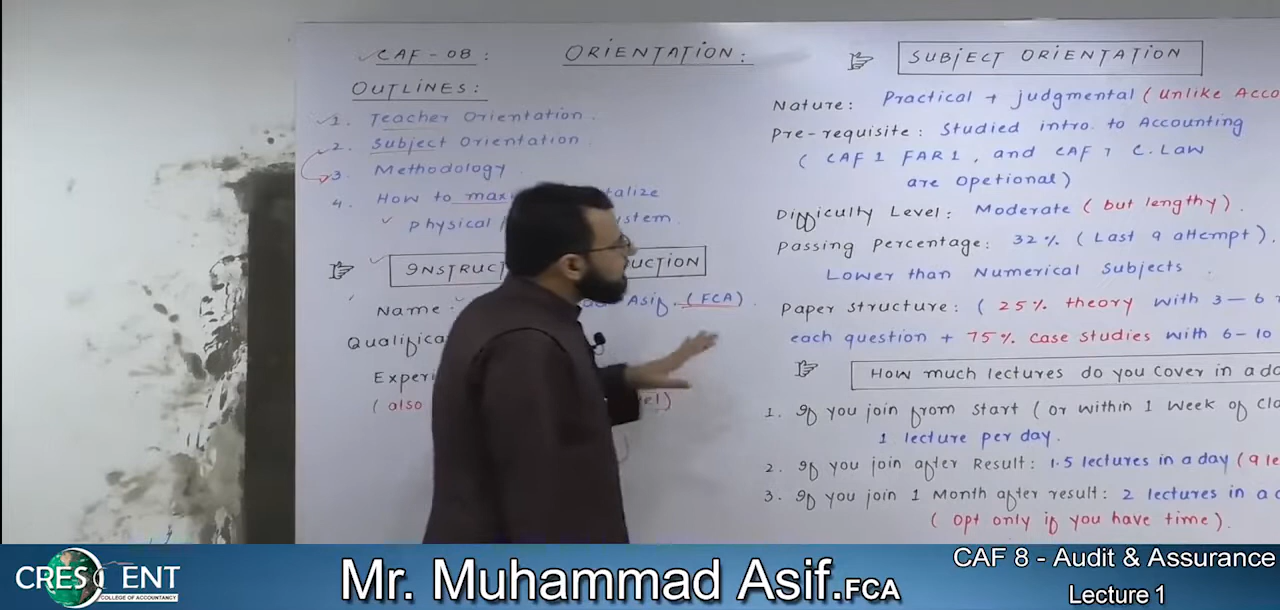 CAF - 08 :
ORIENTATION :
OUTLINES :
1. Teacher Orientation .
2. Subject Orientation
3. Methodology .
4. How to
physical
Name :
Asif (FCA) .
( also
SUBJECT ORIENTATION
Nature : Practical + judgmental ( Unlike
Pre-requisite : Studied intro. to Accounting
( CAF 1 FAR 1 , and CAF 7 C. Law
are Opetional )
Difficulty Level : Moderate ( but lengthy ) .
Passing Percentage : 32 % ( Last 9 attempt ) .
Lower than Numerical Subjects .
Paper structure : ( 25 % theory with 3 - 6
each question + 75 % case studies with 6 - 10
How much lectures do you cover in a
1. If you join from start ( or within 1 week of
1 lecture per day .
2. If you join after Result : 1.5 lectures in a day ( 9
3. If you join 1 Month after result : 2 lectures in a
( opt only if you have time ) .
CRESCENT
COLLEGE OF ACCOUNTANCY
Mr. Muhammad Asif.FCA
CAF 8 - Audit & Assurance
Lecture 1